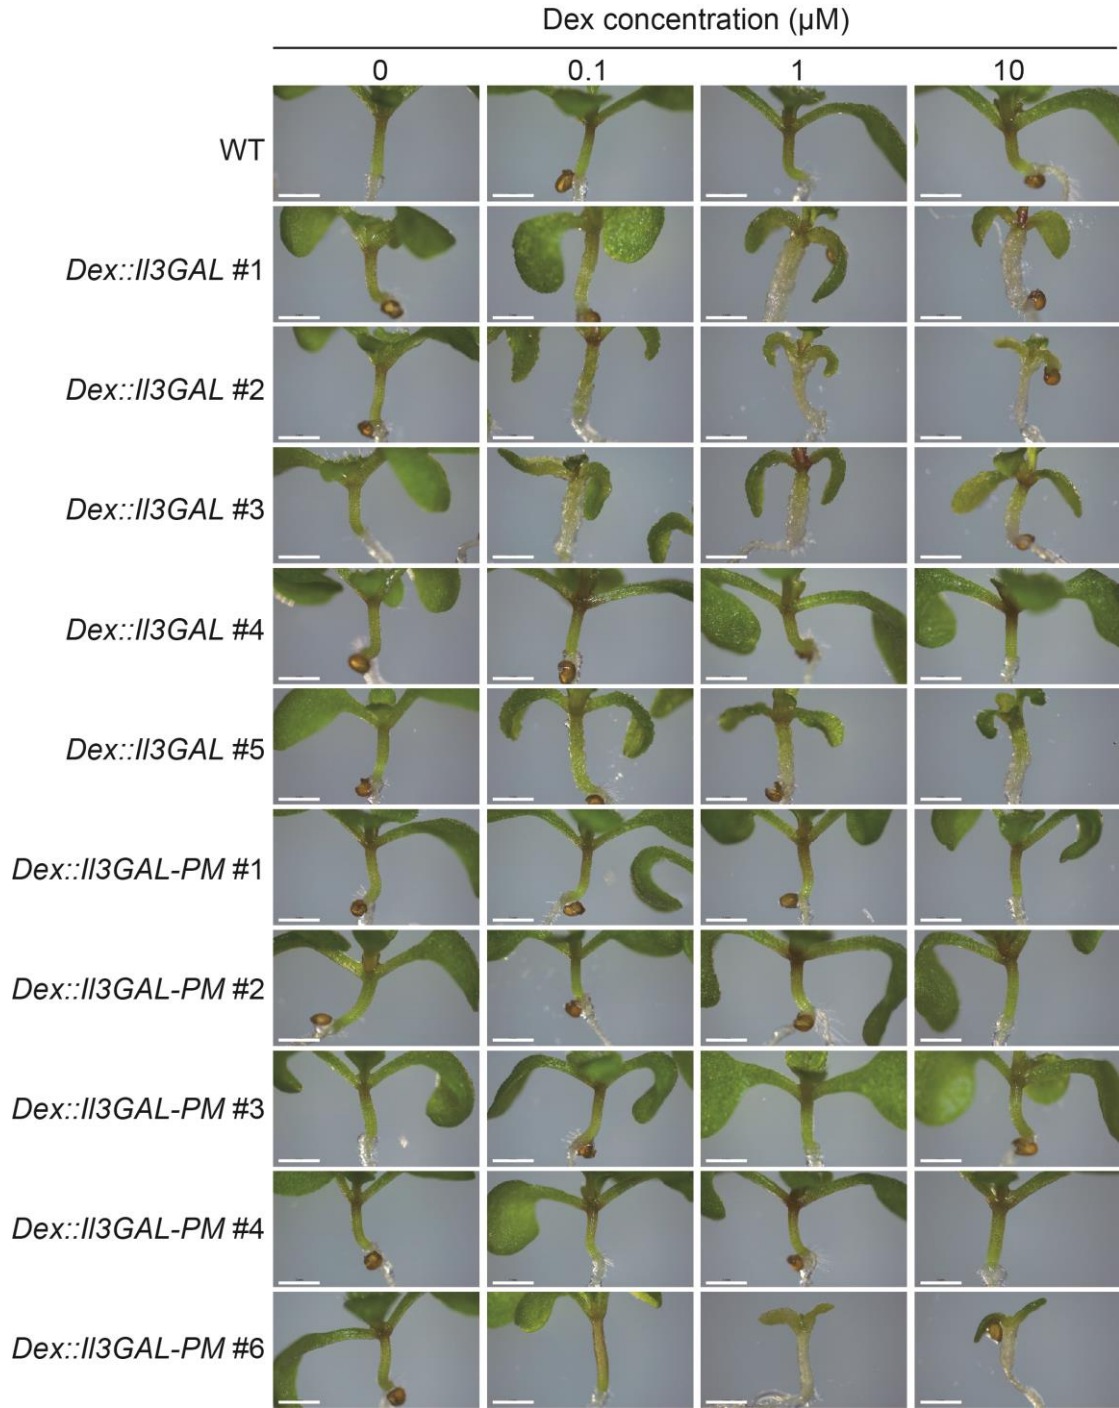 Dex concentration (µM)
0 0.1 1 10
WT
Dex::Il3GAL #1
Dex::Il3GAL #2
Dex::Il3GAL #3
Dex::Il3GAL #4
Dex::Il3GAL #5
Dex::Il3GAL-PM #1
Dex::Il3GAL-PM #2
Dex::Il3GAL-PM #3
Dex::Il3GAL-PM #4
Dex::Il3GAL-PM #6